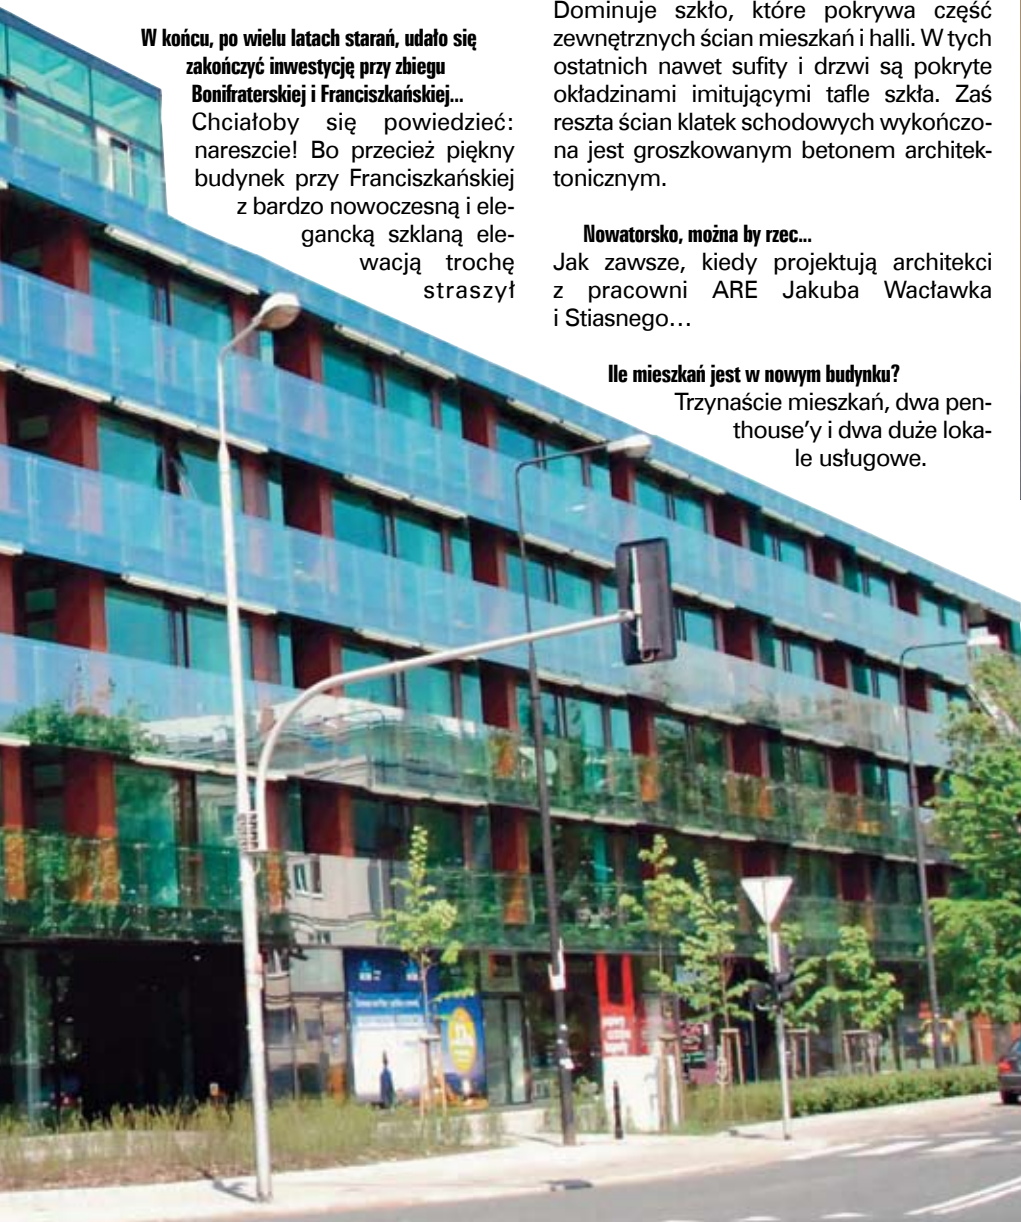 W końcu, po wielu latach starań, udało się
zakończyć inwestycję przy zbiegu
Bonifraterskiej i Franciszkańskiej...
Chciałoby się powiedzieć:
nareszcie! Bo przecież piękny
budynek przy Franciszkańskiej
z bardzo nowoczesną i ele-
gancką szklaną ele-
wacją trochę
straszył
Dominuje szkło, które pokrywa część
zewnętrznych ścian mieszkań i halli. W tych
ostatnich nawet sufity i drzwi są pokryte
okładzinami imitującymi tafle szkła. Zaś
reszta ścian klatek schodowych wykończo-
na jest groszkowanym betonem architek-
tonicznym.
Nowatorsko, można by rzec...
Jak zawsze, kiedy projektują architekci
z pracowni ARE Jakuba Wacławka
i Stiasnego…
Ile mieszkań jest w nowym budynku?
Trzynaście mieszkań, dwa pen-
thouse’y i dwa duże loka-
le usługowe.